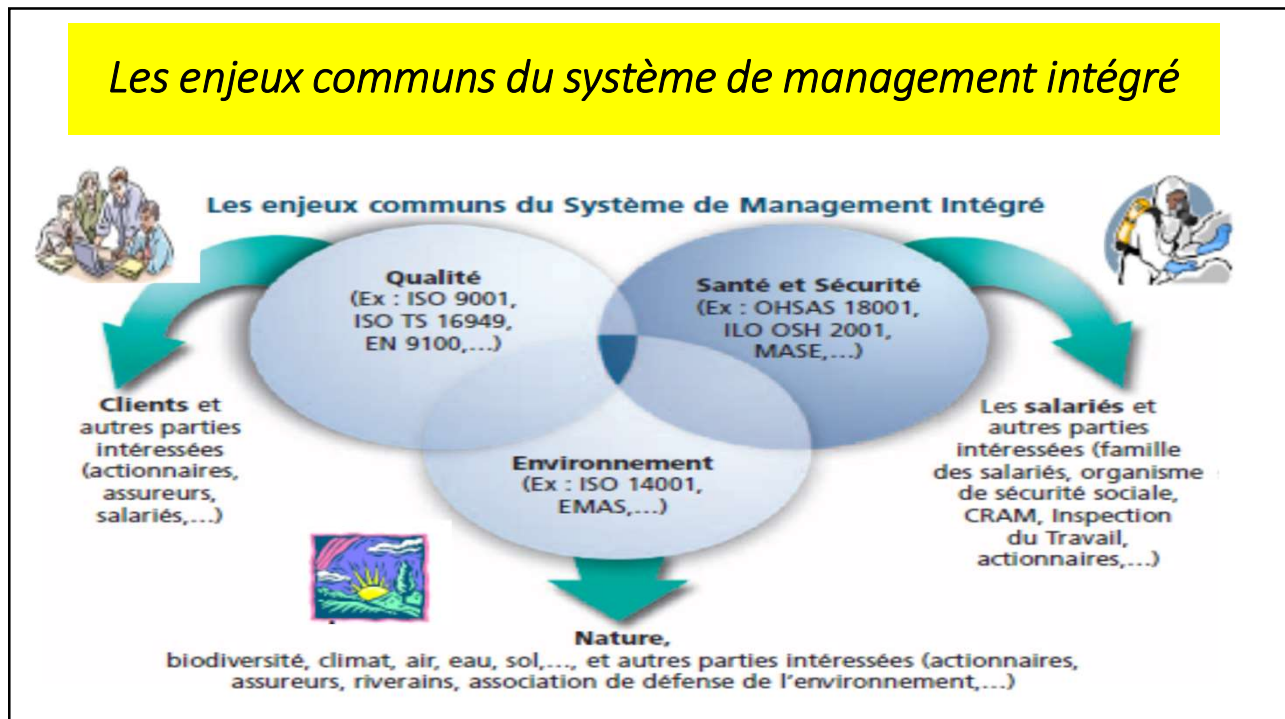 Les enjeux communs du système de management intégré
Les enjeux communs du Système de Management Intégré
Qualité
(Ex : ISO 9001,
ISO TS 16949,
EN 9100,...)
Santé et Sécurité
(Ex : OHSAS 18001,
ILO OSH 2001,
MASE,...)
Environnement
(Ex : ISO 14001,
EMAS,...)
Clients et
autres parties
intéressées
(actionnaires,
assureurs,
salariés,...)
Les salariés et
autres parties
intéressées (famille
des salariés, organisme
de sécurité sociale,
CRAM, Inspection
du Travail,
actionnaires,...)
Nature,
biodiversité, climat, air, eau, sol,..., et autres parties intéressées (actionnaires,
assureurs, riverains, association de défense de l'environnement,...)